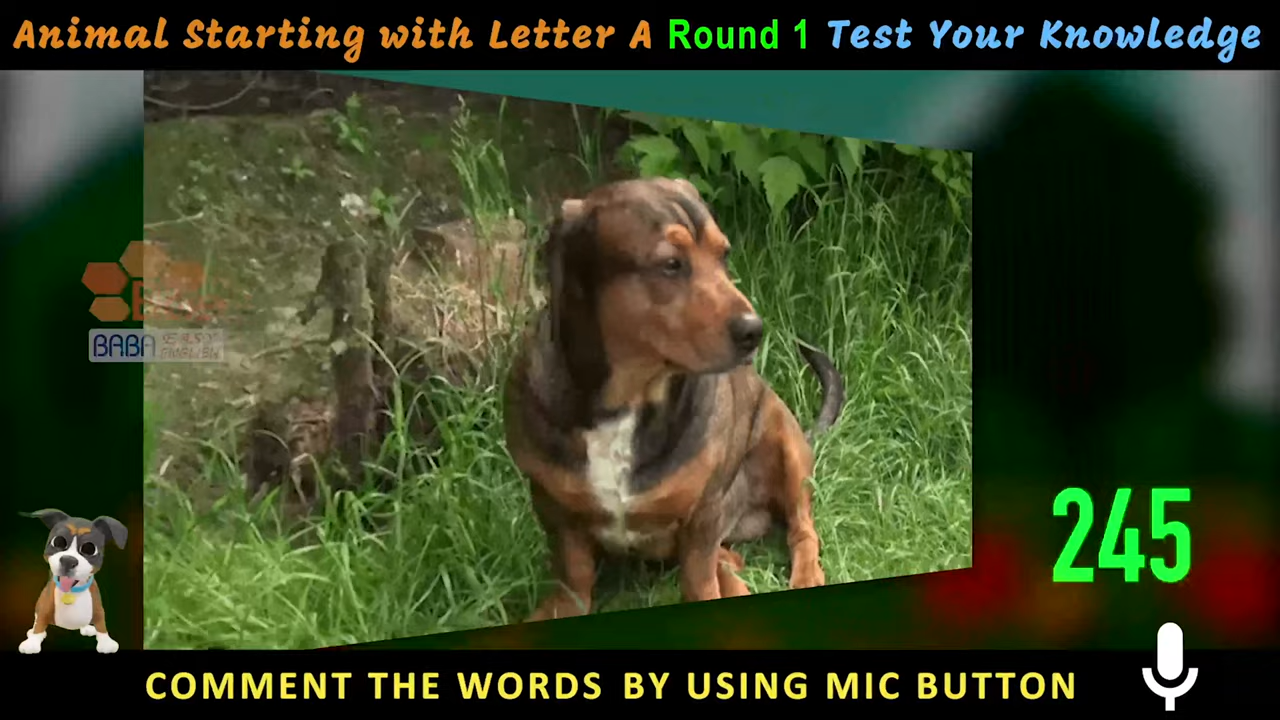 Animal Starting with Letter A Round 1 Test Your Knowledge
BABA
245
COMMENT THE WORDS BY USING MIC BUTTON